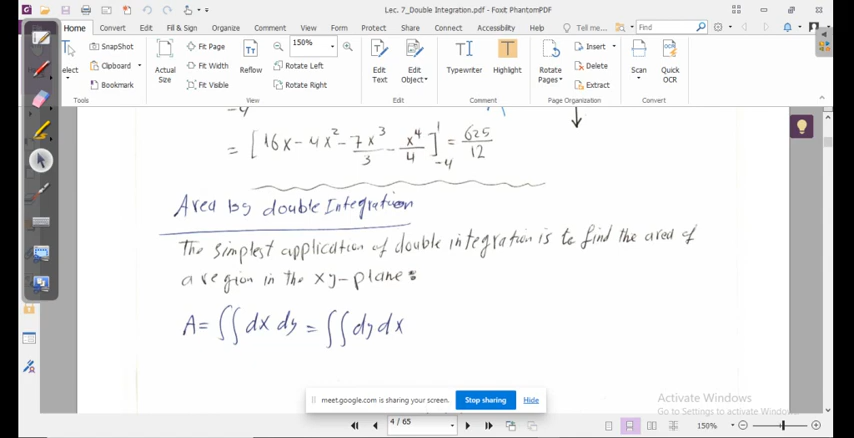 Lec. 7_Double Integration.pdf - Foxit PhantomPDF
Home Convert Edit Fill & Sign Organize Comment View Form Protect Share Connect Accessibility Help Tell me... Find
SnapShot
Clipboard
Bookmark
Select
Tools
Actual Size
Fit Page
Fit Width
Fit Visible
Reflow
150%
Rotate Left
Rotate Right
View
Edit Text
Edit Object
Edit
Typewriter
Highlight
Comment
Rotate Pages
Insert
Delete
Extract
Page Organization
Scan
Quick OCR
Convert
-4
= [16x - 4x² - 7x³/3 - x⁴/4]¹₋₄ = 625/12
Area by double Integration
The simplest application of double integration is to find the area of
a region in the xy-plane:
A = ∫∫ dx dy = ∫∫ dy dx
meet.google.com is sharing your screen. Stop sharing Hide
Activate Windows
Go to Settings to activate Windows.
4 / 65
150%